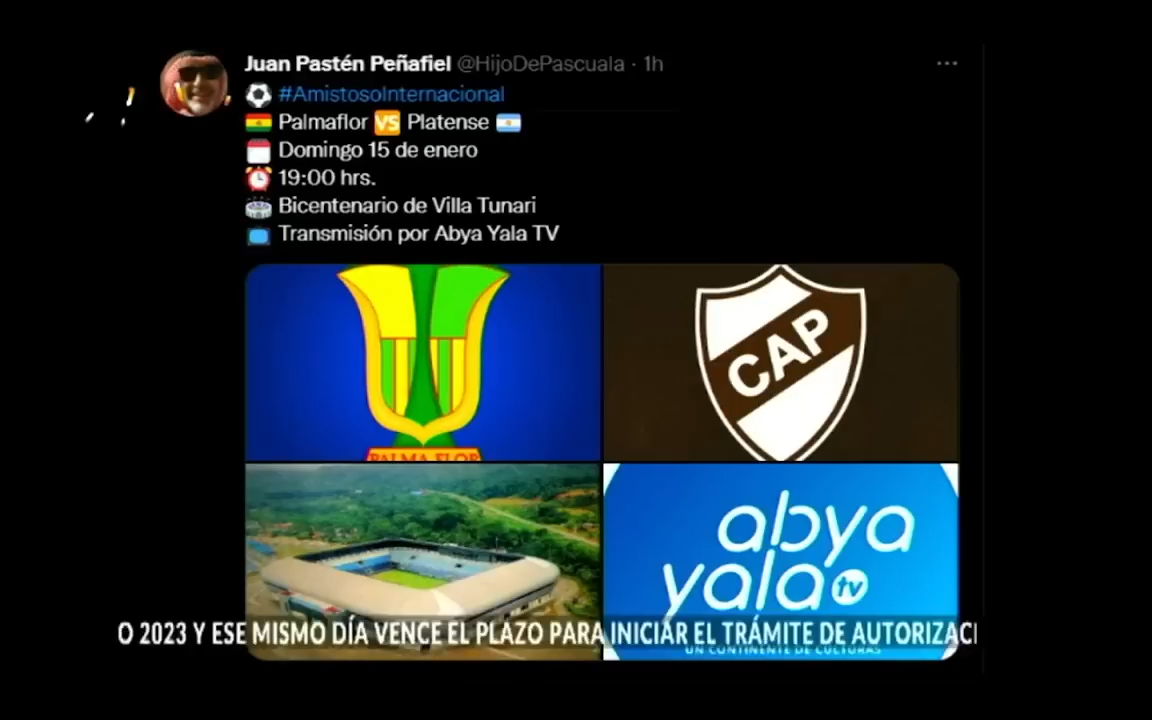 Juan Pastén Peñafiel @HijoDePascuala · 1h
#AmistosoInternacional
Palmaflor VS Platense
Domingo 15 de enero
19:00 hrs.
Bicentenario de Villa Tunari
Transmisión por Abya Yala TV
PALMA FLOR
CAP
abya
yala tv
O 2023 Y ESE MISMO DÍA VENCE EL PLAZO PARA INICIAR EL TRÁMITE DE AUTORIZACI
UN CONTINENTE DE CULTURAS